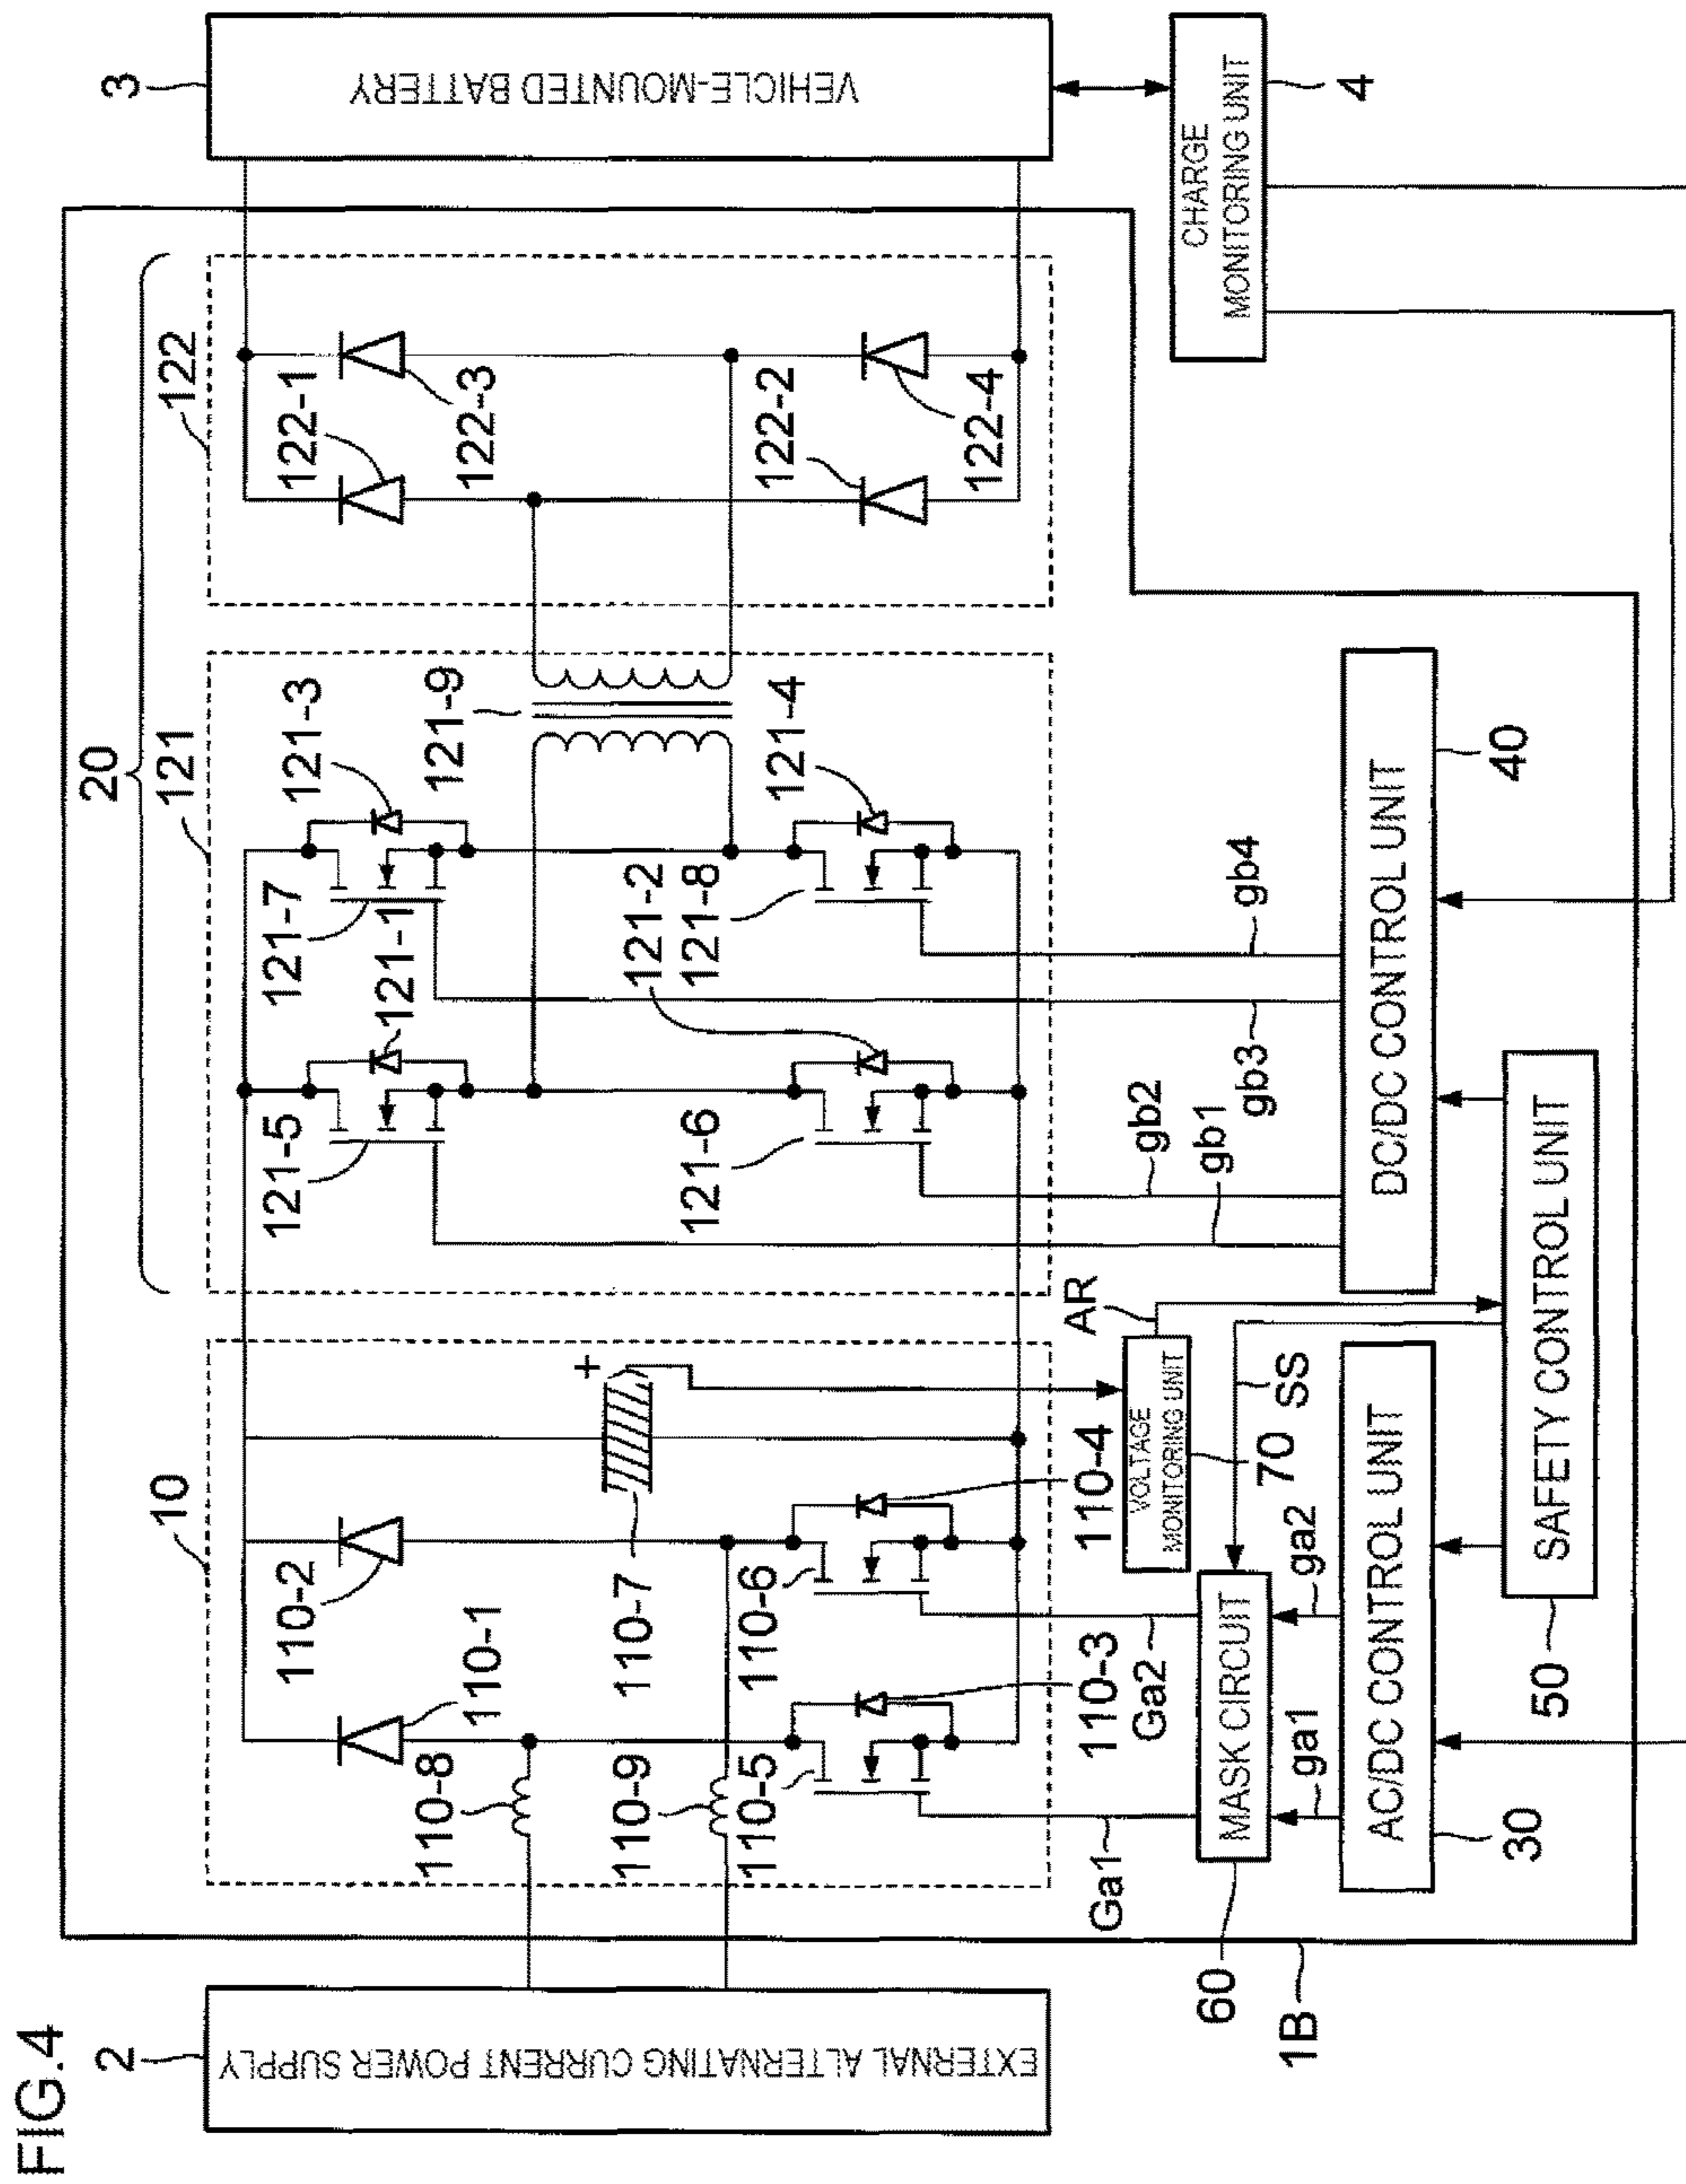 FIG.4
2
EXTERNAL ALTERNATING CURRENT POWER SUPPLY
10
110-1
110-2
110-8
110-9
110-7
+
110-5
110-6
110-3
110-4
20
121
121-5
121-1
121-7
121-3
121-9
121-6
121-2
121-8
121-4
122
122-1
122-3
122-2
122-4
3
VEHICLE-MOUNTED BATTERY
CHARGE
MONITORING UNIT
4
Ga1
Ga2
VOLTAGE
MONITORING UNIT
70
AR
SS
gb1
gb2
gb3
gb4
60
MASK CIRCUIT
ga1
ga2
AC/DC CONTROL UNIT
30
DC/DC CONTROL UNIT
40
50
SAFETY CONTROL UNIT
1B